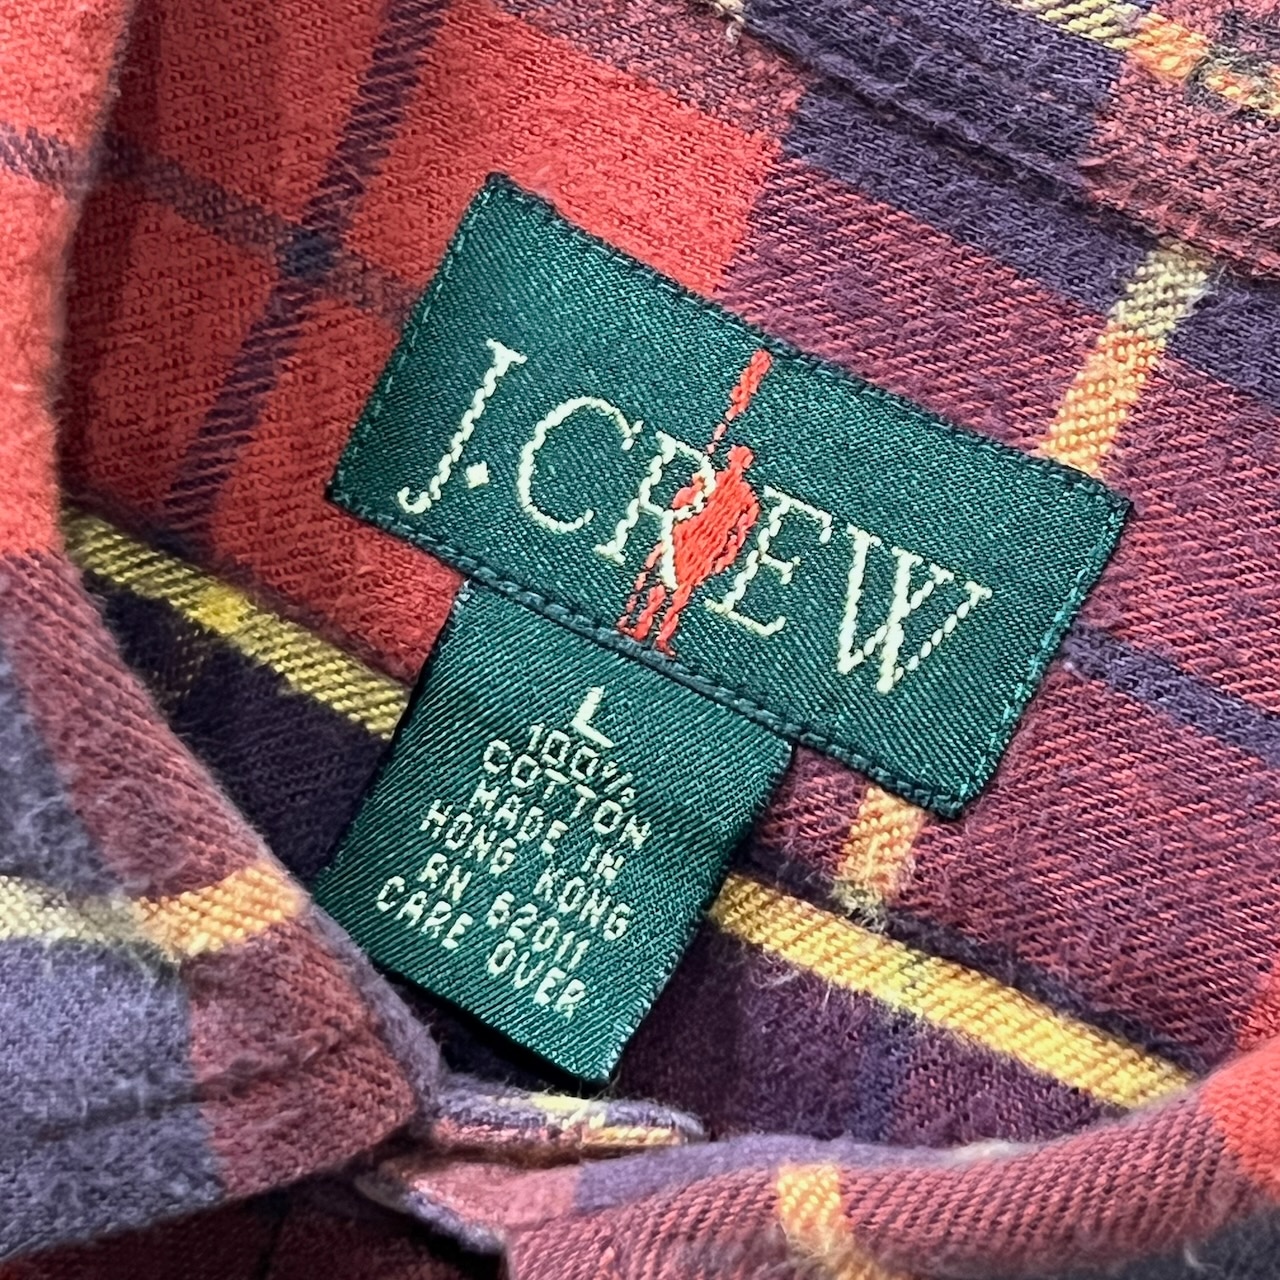 J.CREW
L
100%
COTTON
MADE IN
HONG KONG
RN 62011
CARE OVER